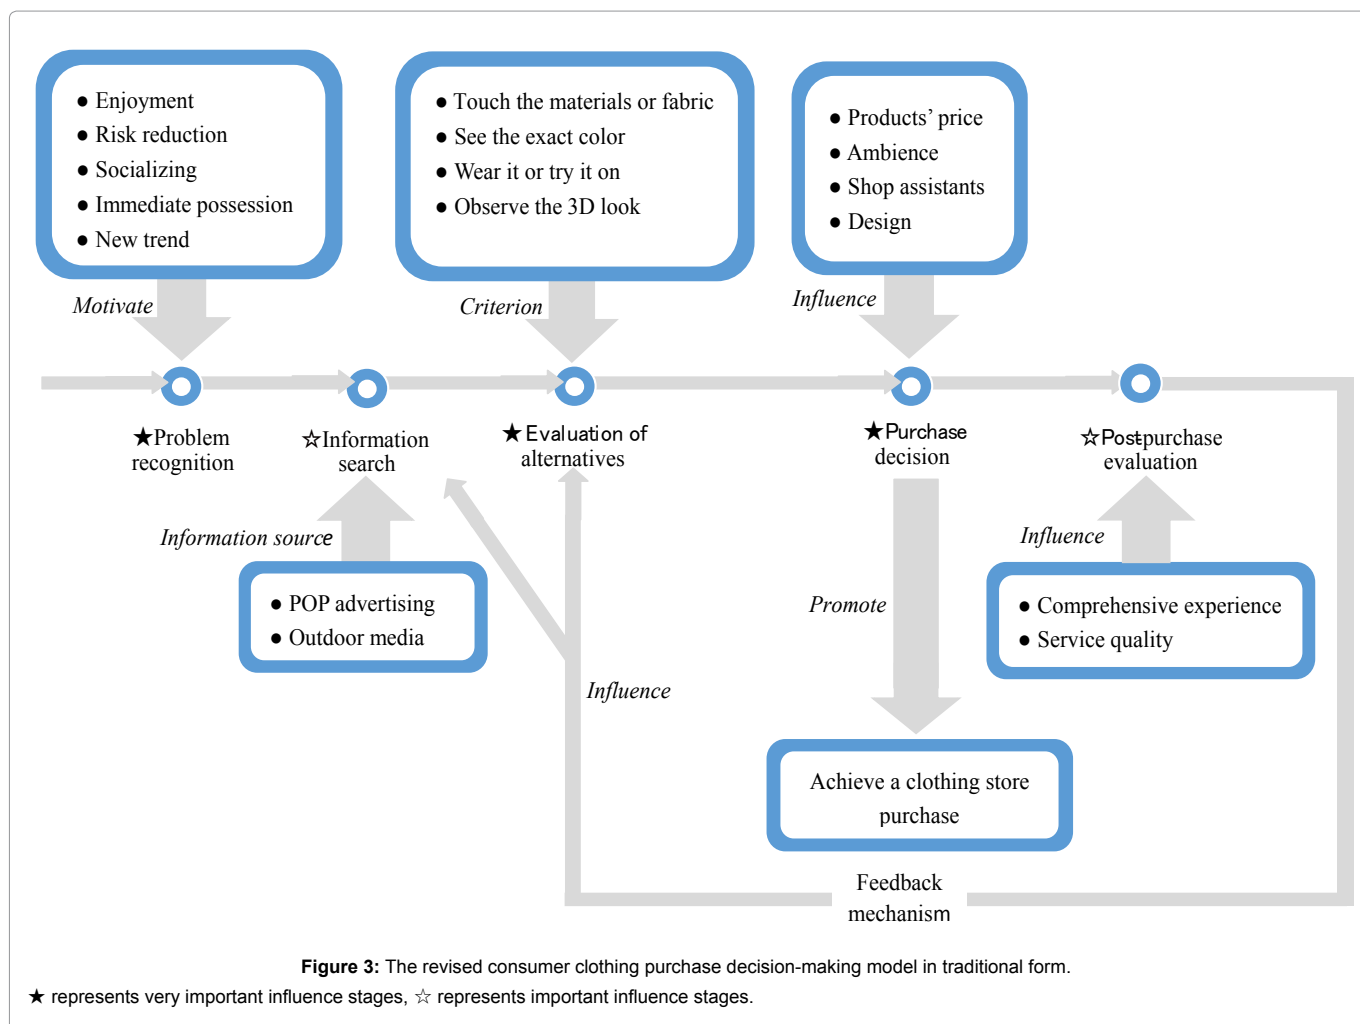 ● Enjoyment
● Risk reduction
● Socializing
● Immediate possession
● New trend
● Touch the materials or fabric
● See the exact color
● Wear it or try it on
● Observe the 3D look
● Products’ price
● Ambience
● Shop assistants
● Design
Motivate
Criterion
Influence
★Problem
recognition
☆Information
search
★Evaluation of
alternatives
★Purchase
decision
☆Postpurchase
evaluation
Information source
Influence
● POP advertising
● Outdoor media
Promote
● Comprehensive experience
● Service quality
Influence
Achieve a clothing store
purchase
Feedback
mechanism
Figure 3: The revised consumer clothing purchase decision-making model in traditional form.
★ represents very important influence stages, ☆ represents important influence stages.